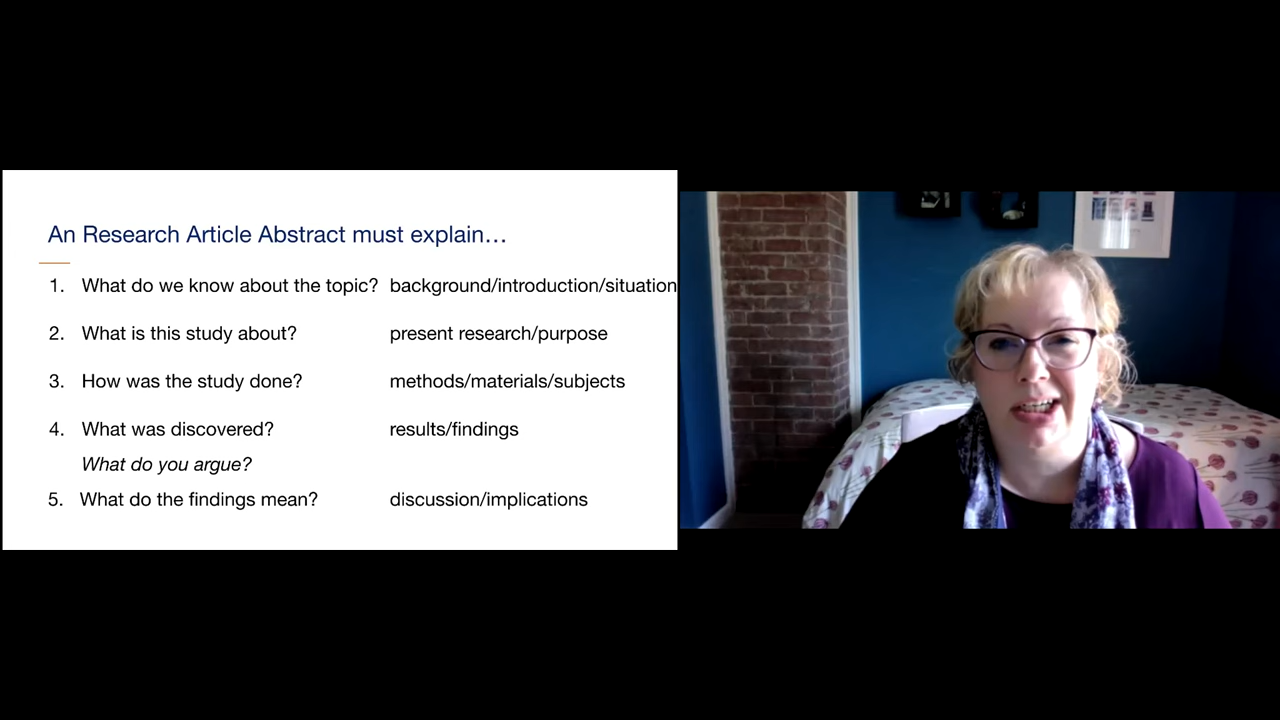 An Research Article Abstract must explain…
1. What do we know about the topic? background/introduction/situation
2. What is this study about? present research/purpose
3. How was the study done? methods/materials/subjects
4. What was discovered? results/findings
What do you argue?
5. What do the findings mean? discussion/implications